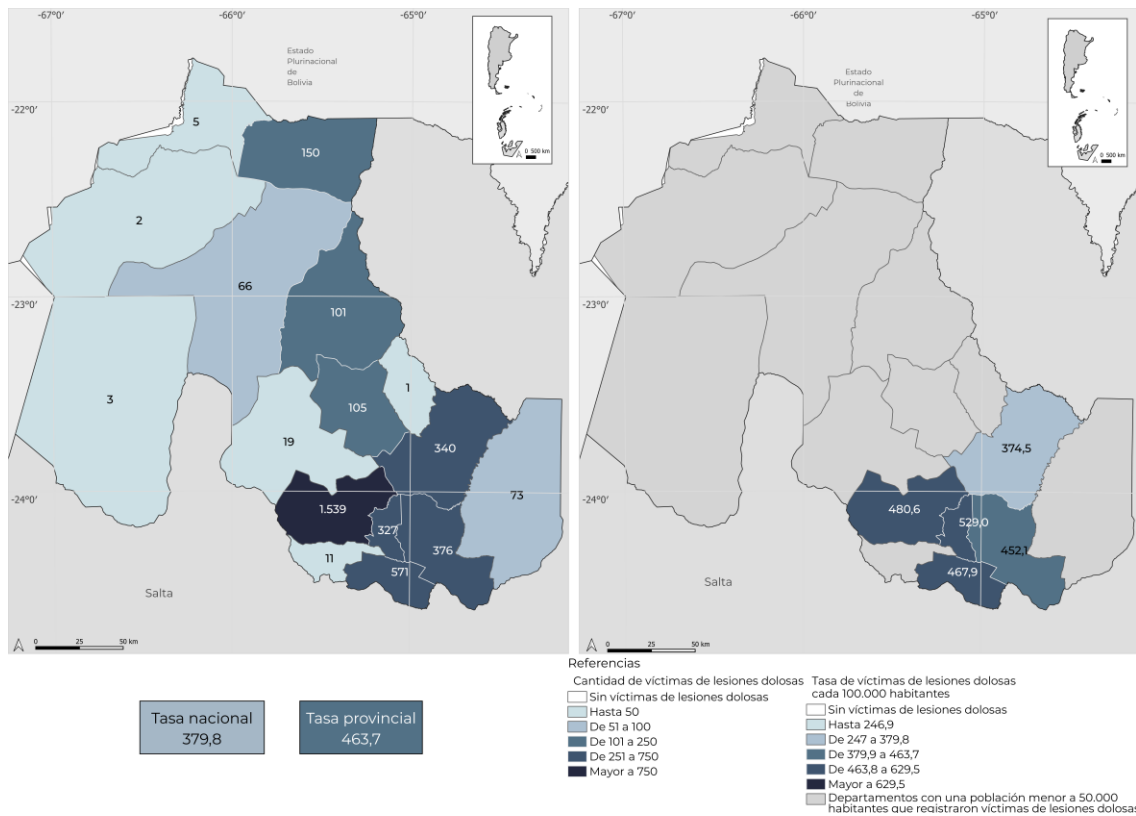 -67°0'
-66°0'
-65°0'
Estado
Plurinacional
de
Bolivia
-22°0'
-23°0'
-24°0'
5
150
2
66
101
3
1
105
19
340
73
1.539
327
376
11
571
Salta
0 500 km
0 25 50 km
-67°0'
-66°0'
-65°0'
Estado
Plurinacional
de
Bolivia
-22°0'
-23°0'
-24°0'
374,5
480,6
529,0
452,1
467,9
Salta
0 500 km
0 25 50 km
Tasa nacional
379,8
Tasa provincial
463,7
Referencias
Cantidad de víctimas de lesiones dolosas
Sin víctimas de lesiones dolosas
Hasta 50
De 51 a 100
De 101 a 250
De 251 a 750
Mayor a 750
Tasa de víctimas de lesiones dolosas
cada 100.000 habitantes
Sin víctimas de lesiones dolosas
Hasta 246,9
De 247 a 379,8
De 379,9 a 463,7
De 463,8 a 629,5
Mayor a 629,5
Departamentos con una población menor a 50.000
habitantes que registraron víctimas de lesiones dolosas